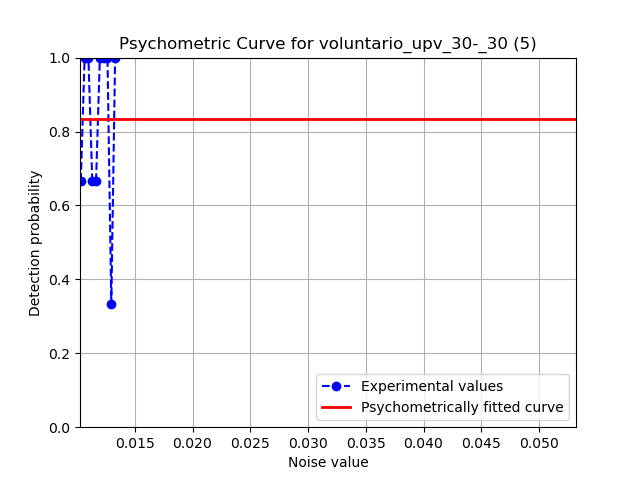 Psychometric Curve for voluntario_upv_30-_30 (5)
1.0
0.8
0.6
0.4
0.2
0.0
Detection probability
Experimental values
Psychometrically fitted curve
0.015 0.020 0.025 0.030 0.035 0.040 0.045 0.050
Noise value